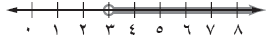 ٠ ١ ٢ ٣ ٤ ٥ ٦ ٧ ٨